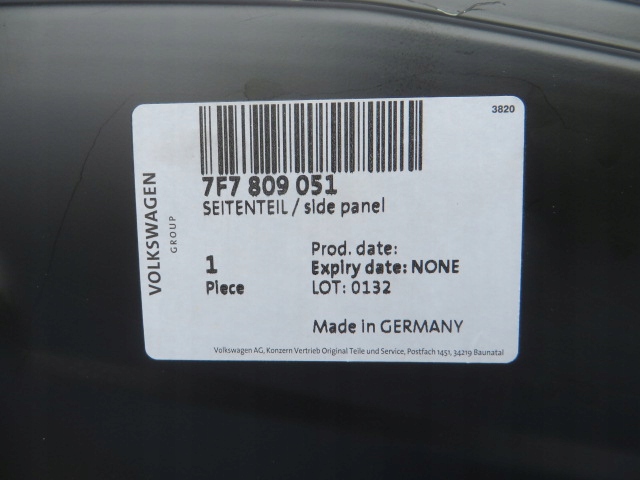 3820
VOLKSWAGEN
GROUP
7F7 809 051
SEITENTEIL / side panel
1
Piece
Prod. date:
Expiry date: NONE
LOT: 0132
Made in GERMANY
Volkswagen AG, Konzern Vertrieb Original Teile und Service, Postfach 1451, 34219 Baunatal